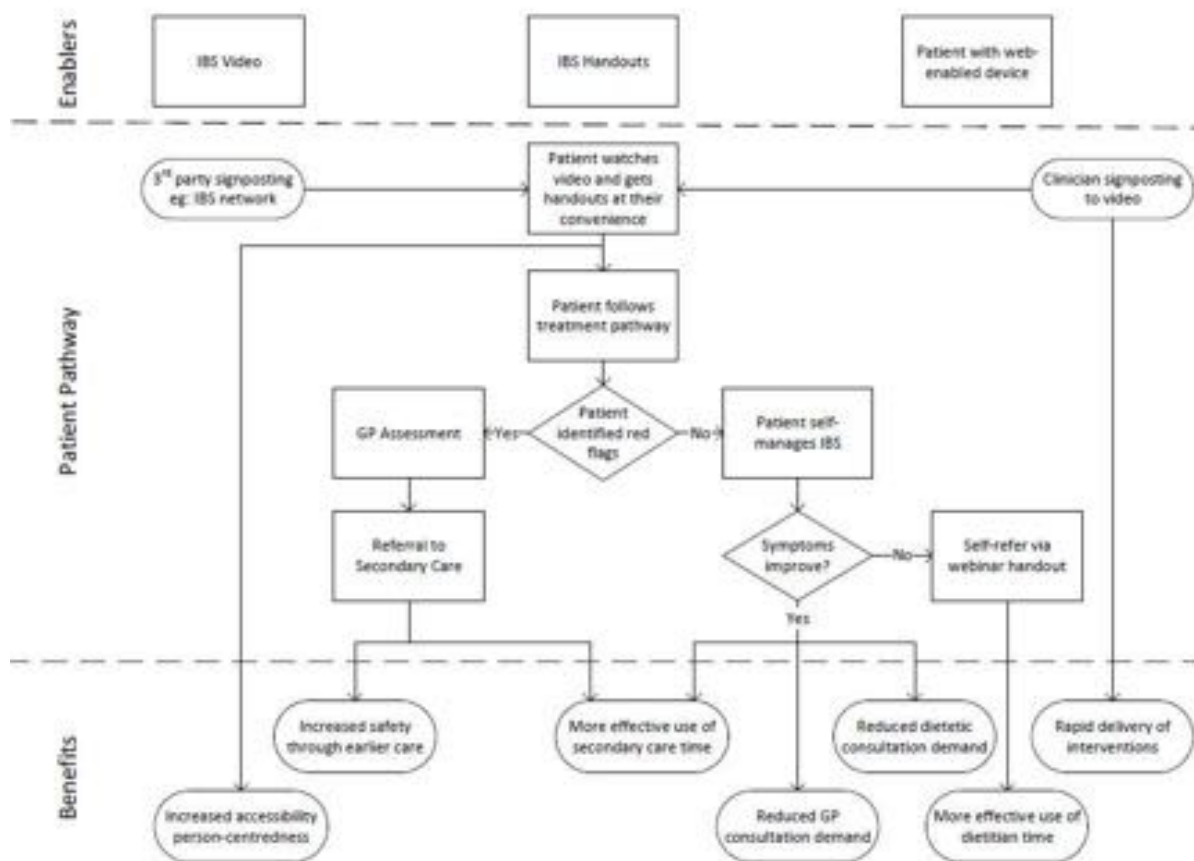 Enablers
IBS Video
IBS Handouts
Patient with web-
enabled device
Patient Pathway
3rd party signposting
eg: IBS network
Patient watches
video and gets
handouts at their
convenience
Clinician signposting
to video
Patient follows
treatment pathway
GP Assessment
Yes
Patient
identified red
flags
No
Patient self-
manages IBS
Referral to
Secondary Care
Symptoms
improve?
No
Self-refer via
webinar handout
Yes
Benefits
Increased safety
through earlier care
More effective use of
secondary care time
Reduced dietetic
consultation demand
Rapid delivery of
interventions
Increased accessibility
person-centredness
Reduced GP
consultation demand
More effective use of
dietitian time